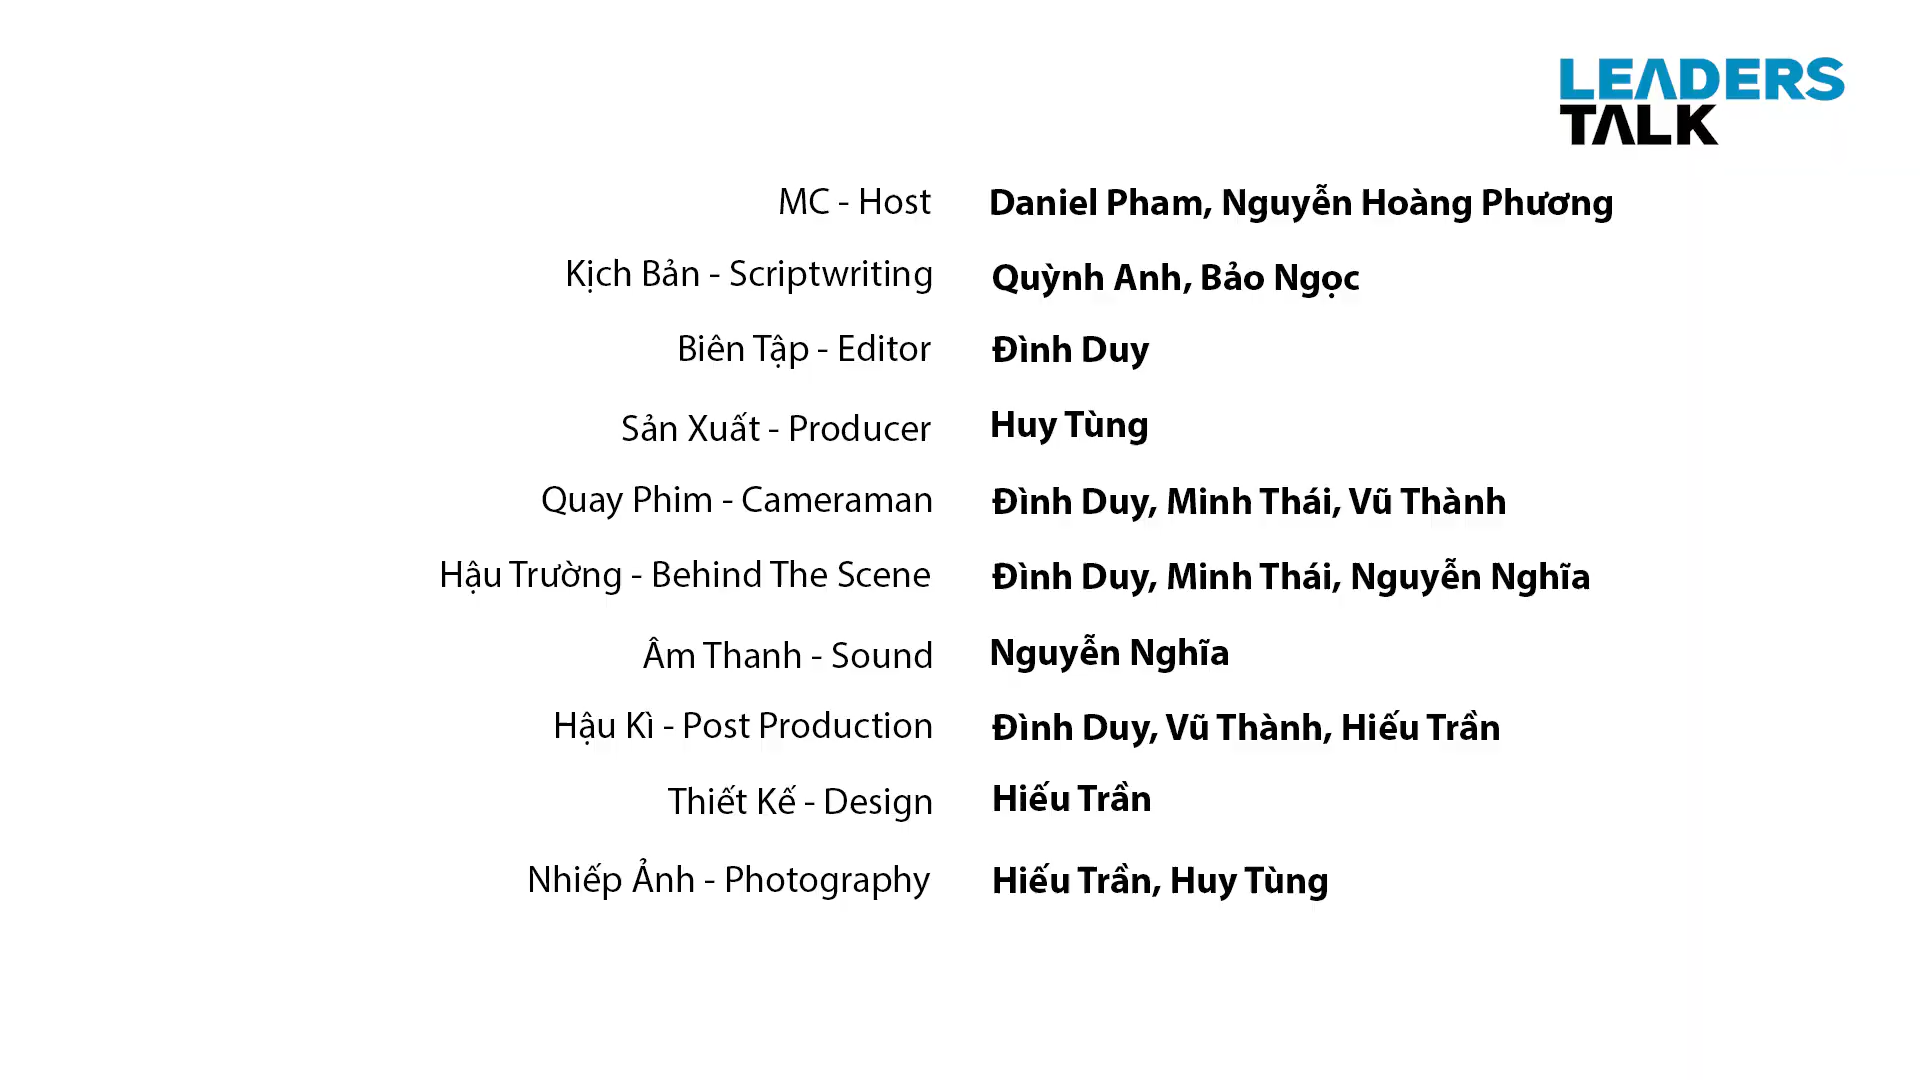 LEADERS
TALK
MC - Host Daniel Pham, Nguyễn Hoàng Phương
Kịch Bản - Scriptwriting Quỳnh Anh, Bảo Ngọc
Biên Tập - Editor Đình Duy
Sản Xuất - Producer Huy Tùng
Quay Phim - Cameraman Đình Duy, Minh Thái, Vũ Thành
Hậu Trường - Behind The Scene Đình Duy, Minh Thái, Nguyễn Nghĩa
Âm Thanh - Sound Nguyễn Nghĩa
Hậu Kì - Post Production Đình Duy, Vũ Thành, Hiếu Trần
Thiết Kế - Design Hiếu Trần
Nhiếp Ảnh - Photography Hiếu Trần, Huy Tùng